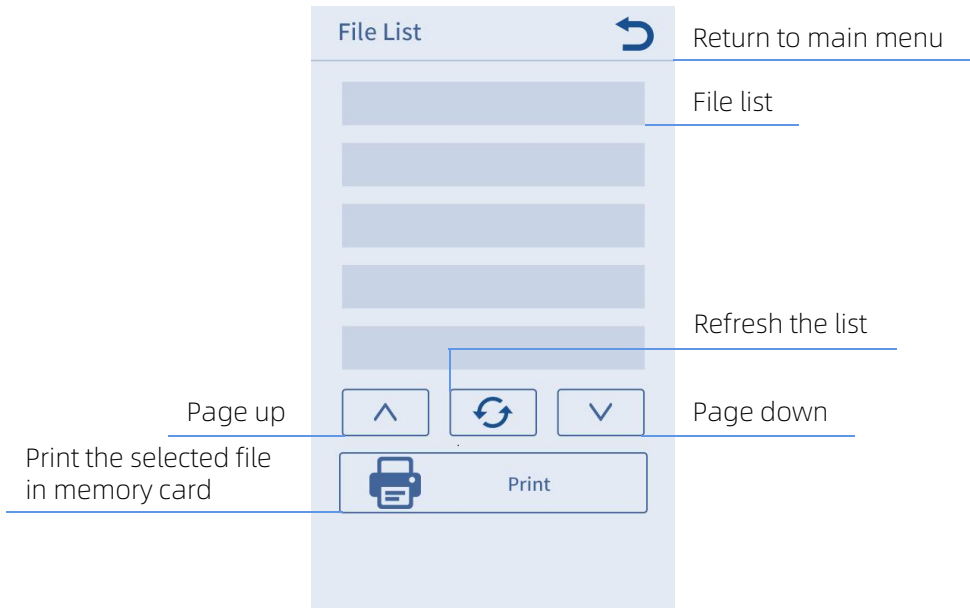 File List
Return to main menu
File list
Refresh the list
Page up
Page down
Print the selected file
in memory card
Print